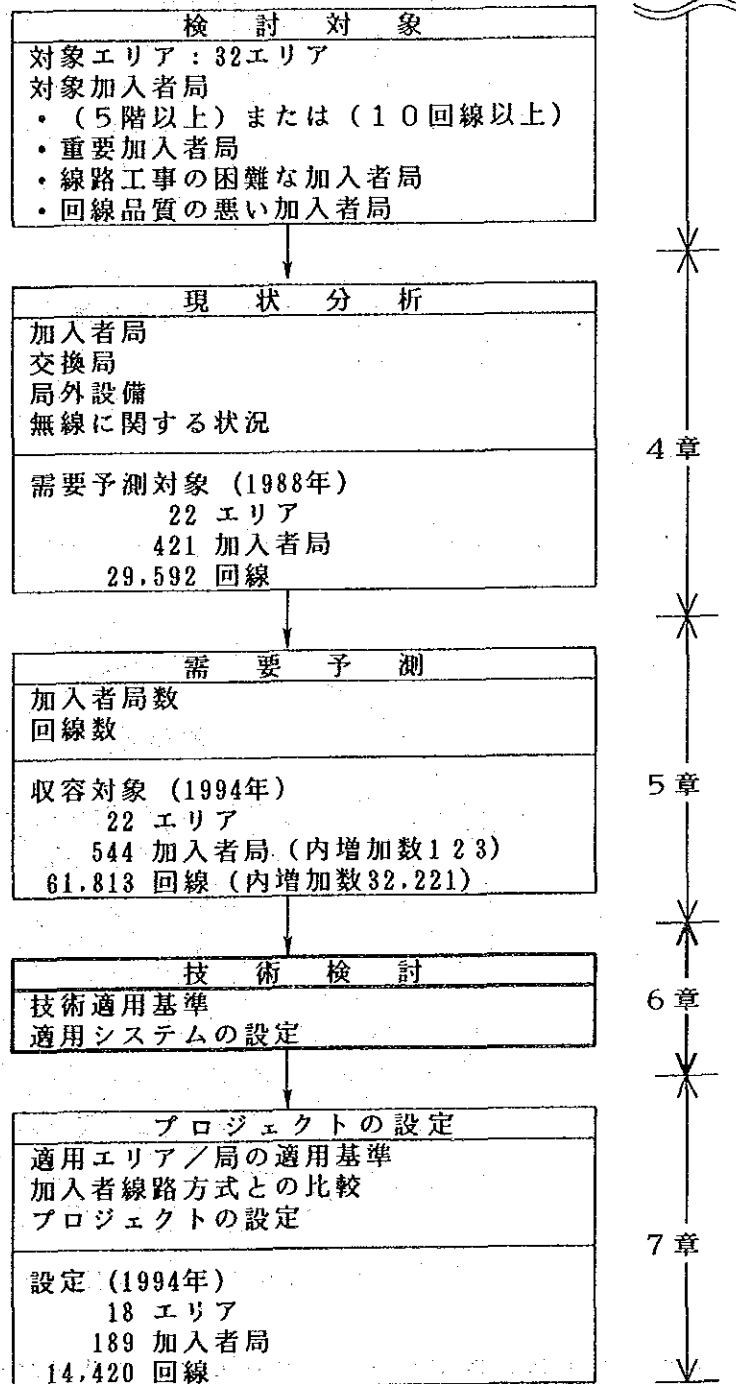 検討対象
対象エリア：32エリア
対象加入者局
・（5階以上）または（10回線以上）
・重要加入者局
・線路工事の困難な加入者局
・回線品質の悪い加入者局
現状分析
加入者局
交換局
局外設備
無線に関する状況
4章
需要予測対象 (1988年)
22 エリア
421 加入者局
29,592 回線
需要予測
加入者局数
回線数
5章
収容対象 (1994年)
22 エリア
544 加入者局（内増加数123）
61,813 回線（内増加数32,221）
技術検討
技術適用基準
6章
適用システムの設定
プロジェクトの設定
適用エリア／局の適用基準
加入者線路方式との比較
プロジェクトの設定
7章
設定 (1994年)
18 エリア
189 加入者局
14,420 回線